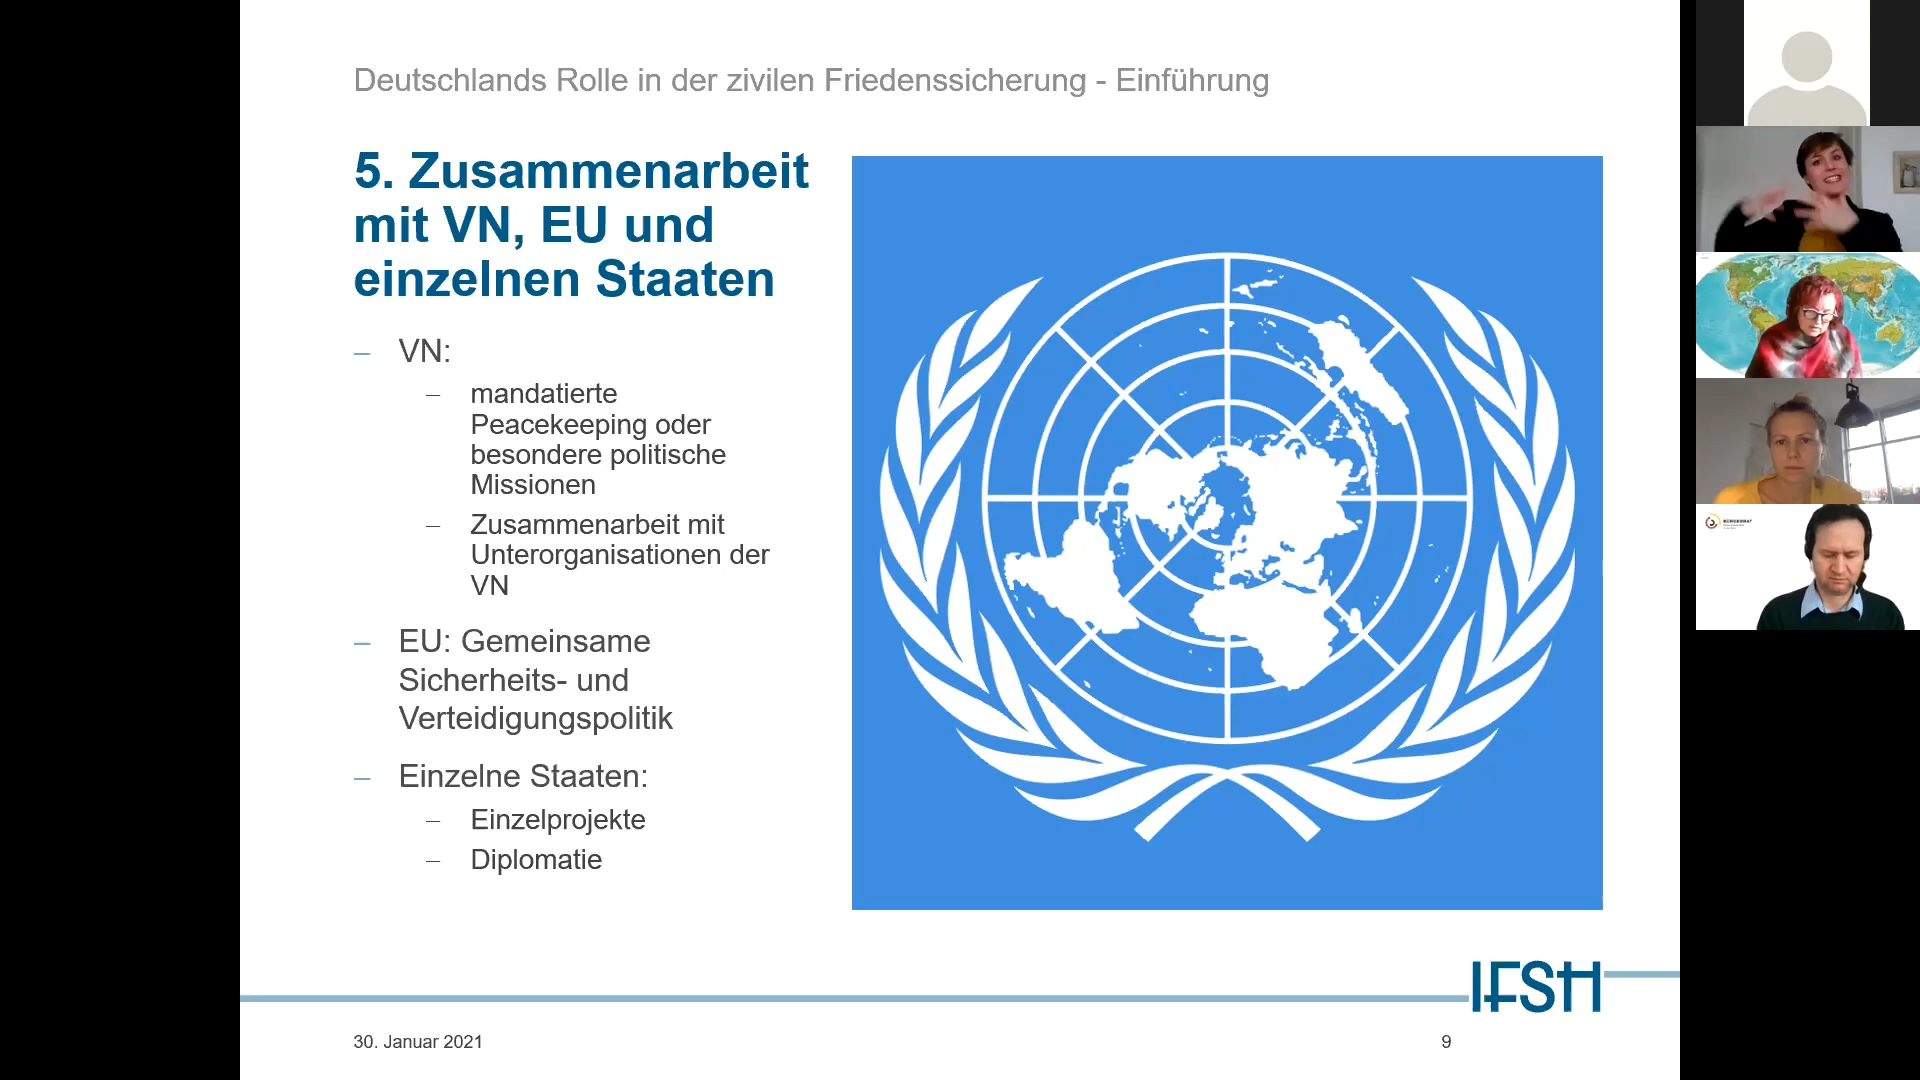 Deutschlands Rolle in der zivilen Friedenssicherung - Einführung
5. Zusammenarbeit
mit VN, EU und
einzelnen Staaten
– VN:
– mandatierte
Peacekeeping oder
besondere politische
Missionen
– Zusammenarbeit mit
Unterorganisationen der
VN
– EU: Gemeinsame
Sicherheits- und
Verteidigungspolitik
– Einzelne Staaten:
– Einzelprojekte
– Diplomatie
IFSH
30. Januar 2021
9
BÜRGERRAT